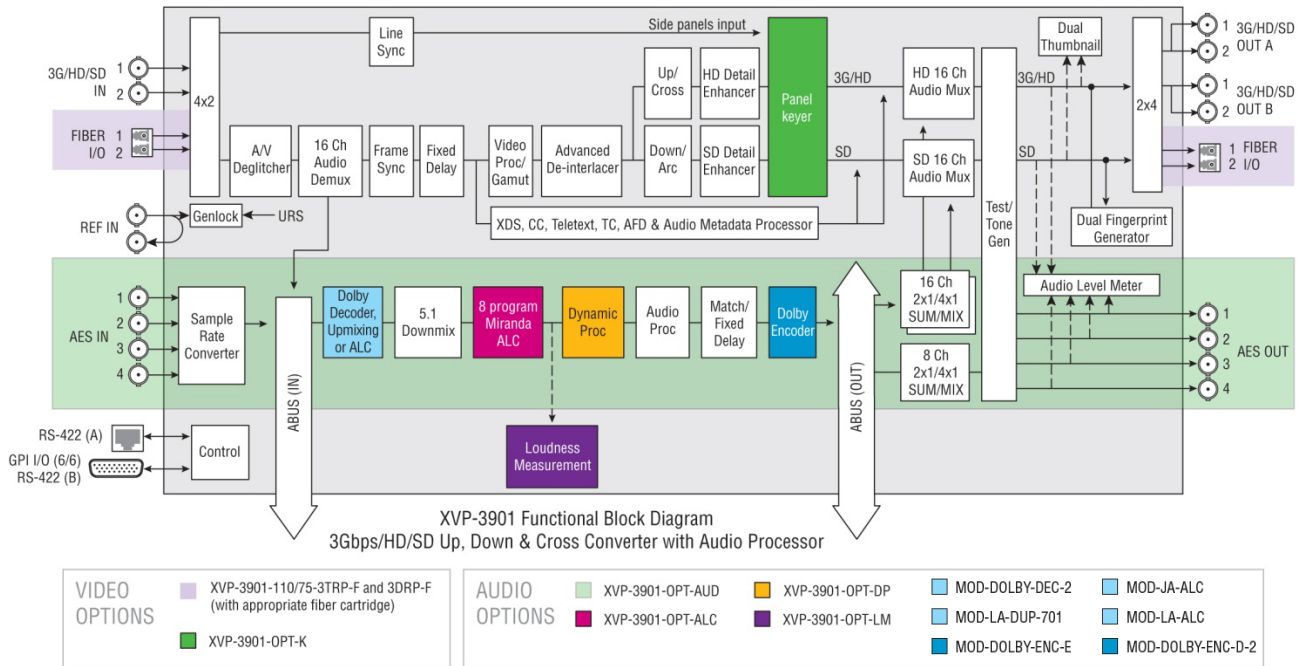 Side panels input
Line
Sync
Dual
Thumbnail
1
2
3G/HD/SD
OUT A
3G/HD/SD
IN
1
2
4x2
Up/
Cross
HD Detail
Enhancer
Panel
keyer
3G/HD
HD 16 Ch
Audio Mux
3G/HD
2x4
1
2
3G/HD/SD
OUT B
FIBER
I/O
1
2
A/V
Deglitcher
16 Ch
Audio
Demux
Frame
Sync
Fixed
Delay
Video
Proc/
Gamut
Advanced
De-interlacer
Down/
Arc
SD Detail
Enhancer
SD
SD 16 Ch
Audio Mux
SD
1
2
FIBER
I/O
REF IN
Genlock
URS
XDS, CC, Teletext, TC, AFD & Audio Metadata Processor
Test/
Tone
Gen
Dual Fingerprint
Generator
AES IN
1
2
3
4
Sample
Rate
Converter
ABUS (IN)
Dolby
Decoder,
Upmixing
or ALC
5.1
Downmix
8 program
Miranda
ALC
Dynamic
Proc
Audio
Proc
Match/
Fixed
Delay
Dolby
Encoder
ABUS (OUT)
16 Ch
2x1/4x1
SUM/MIX
8 Ch
2x1/4x1
SUM/MIX
Audio Level Meter
1
2
3
4
AES OUT
RS-422 (A)
GPI I/O (6/6)
RS-422 (B)
Control
Loudness
Measurement
XVP-3901 Functional Block Diagram
3Gbps/HD/SD Up, Down & Cross Converter with Audio Processor
VIDEO
OPTIONS
XVP-3901-110/75-3TRP-F and 3DRP-F
(with appropriate fiber cartridge)
XVP-3901-OPT-K
AUDIO
OPTIONS
XVP-3901-OPT-AUD
XVP-3901-OPT-ALC
XVP-3901-OPT-DP
XVP-3901-OPT-LM
MOD-DOLBY-DEC-2
MOD-LA-DUP-701
MOD-DOLBY-ENC-E
MOD-JA-ALC
MOD-LA-ALC
MOD-DOLBY-ENC-D-2